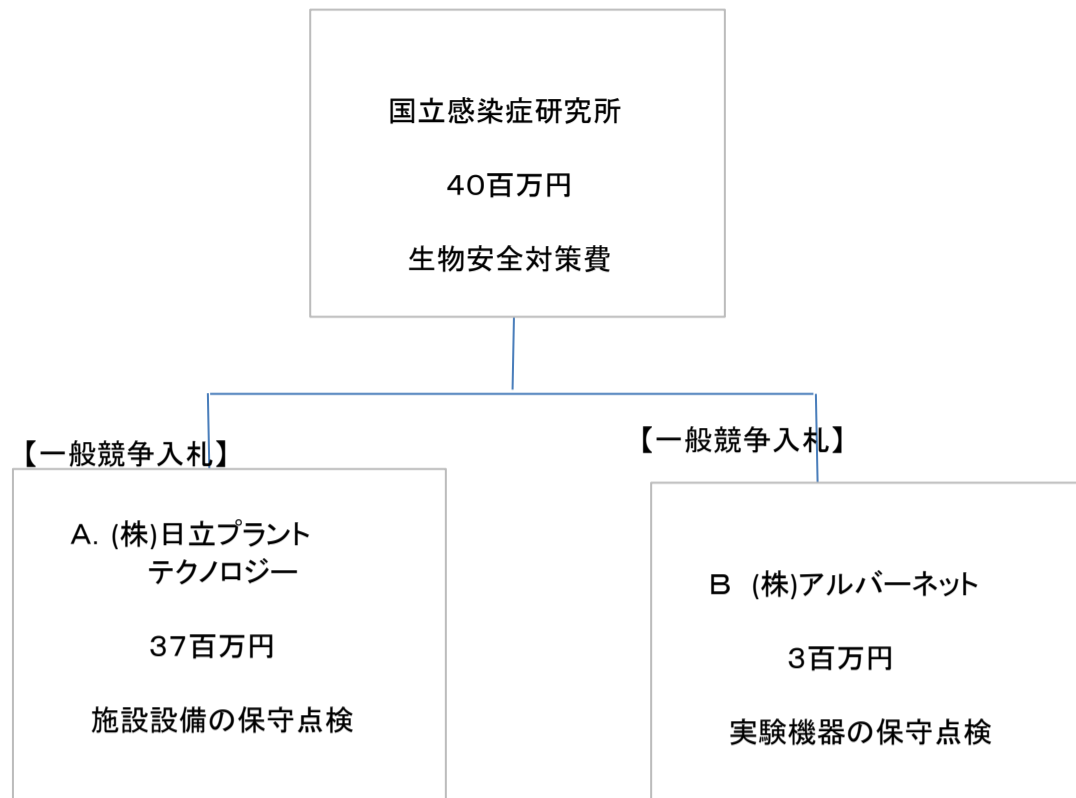 国立感染症研究所
40百万円
生物安全対策費
【一般競争入札】
【一般競争入札】
A. (株)日立プラント
テクノロジー
37百万円
施設設備の保守点検
B (株)アルバーネット
3百万円
実験機器の保守点検